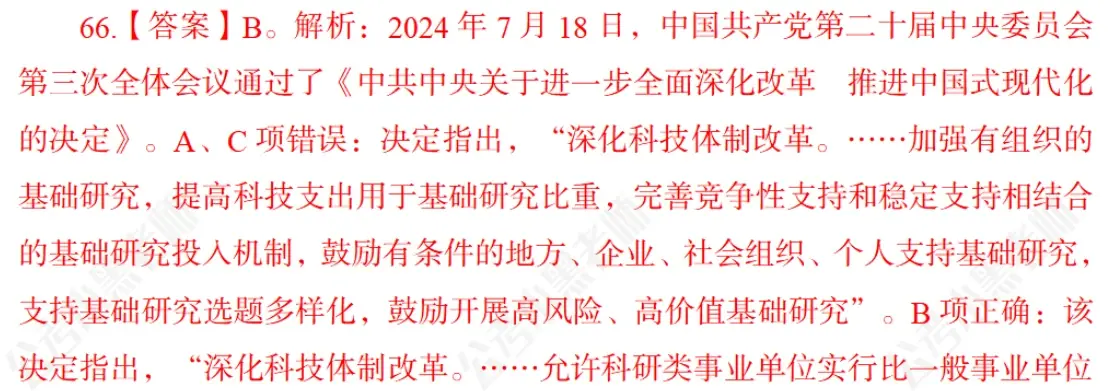 66.【答案】B。解析：2024 年 7 月 18 日，中国共产党第二十届中央委员会
第三次全体会议通过了《中共中央关于进一步全面深化改革　推进中国式现代化
的决定》。A、C 项错误：决定指出，“深化科技体制改革。……加强有组织的
基础研究，提高科技支出用于基础研究比重，完善竞争性支持和稳定支持相结合
的基础研究投入机制，鼓励有条件的地方、企业、社会组织、个人支持基础研究，
支持基础研究选题多样化，鼓励开展高风险、高价值基础研究”。B 项正确：该
决定指出，“深化科技体制改革。……允许科研类事业单位实行比一般事业单位